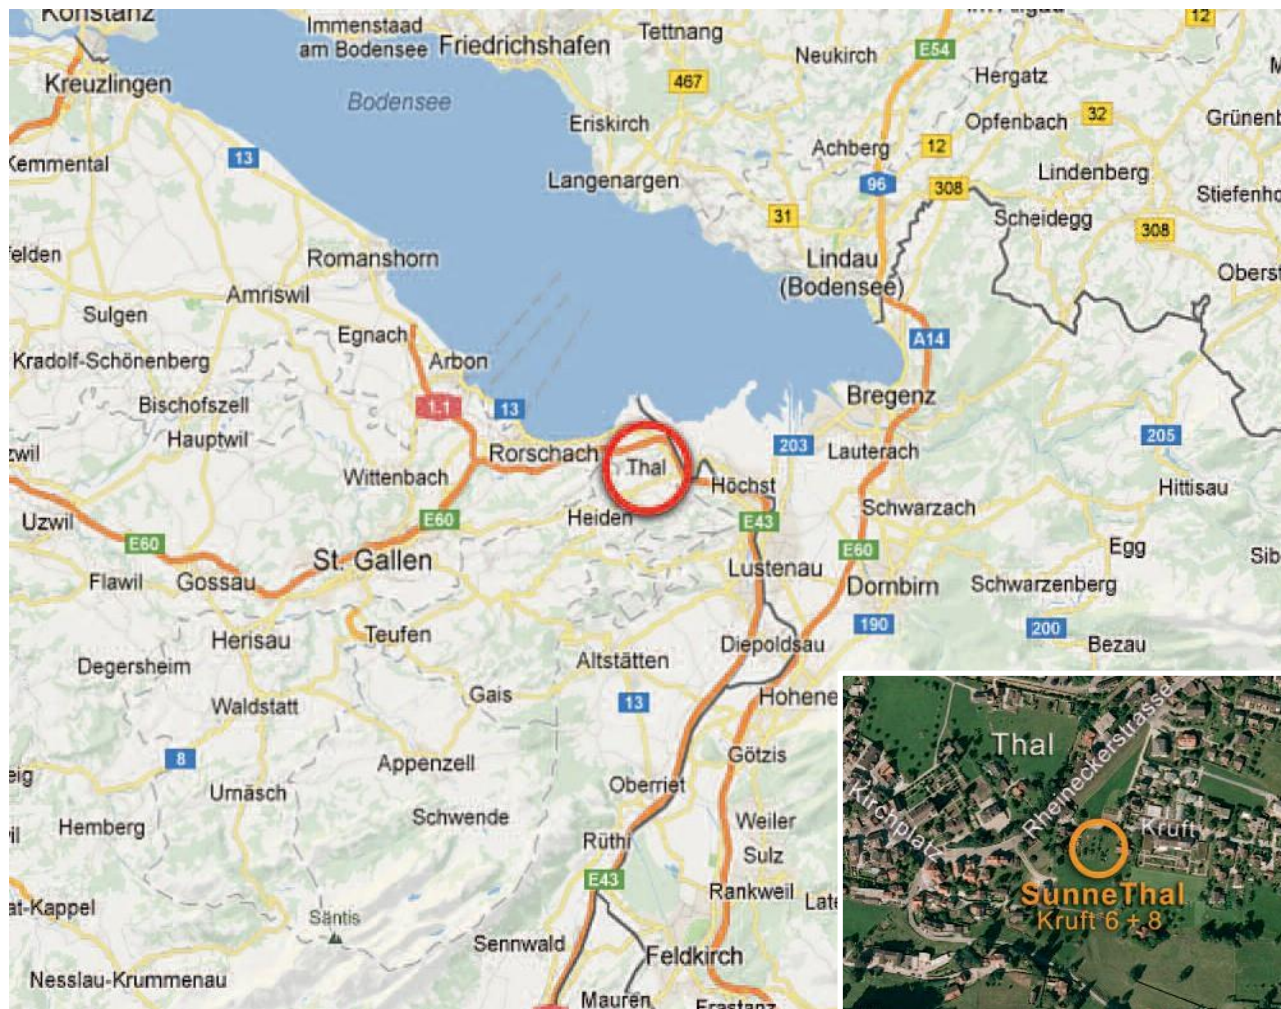 Konstanz
Immenstaad
am Bodensee
Friedrichshafen
Tettnang
12
E54
Neukirch
Hergatz
Kreuzlingen
467
Bodensee
Eriskirch
Opfenbach
32
Grünenb
13
Achberg
12
Kemmental
Lindenberg
Langenargen
96
308
Stiefenho
31
Scheidegg
308
felden
Romanshorn
Lindau
(Bodensee)
Oberst
Amriswil
Sulgen
Egnach
A14
Kradolf-Schönenberg
Arbon
Bregenz
Bischofszell
1.1
13
Hauptwil
203
205
zwil
Rorschach
Lauterach
Wittenbach
Thal
Höchst
Hittisau
Uzwil
E60
Heiden
E43
Schwarzach
E60
St. Gallen
E60
Egg
Sib
Flawil
Gossau
Lustenau
Dornbirn
Schwarzenberg
Herisau
Teufen
190
200
Diepoldsau
Bezau
Degersheim
Altstätten
Gais
Hohene
Waldstatt
13
8
Appenzell
Götzis
eig
Urnäsch
Oberriet
Schwende
Hemberg
Weiler
Rüthi
Sulz
E43
Rankweil
Late
at-Kappel
Säntis
Sennwald
Feldkirch
Nesslau-Krummenau
Mauren
Frastanz
Thal
Rheineckerstrasse
Kirchplatz
Kruft
SunneThal
Kruft 6 + 8